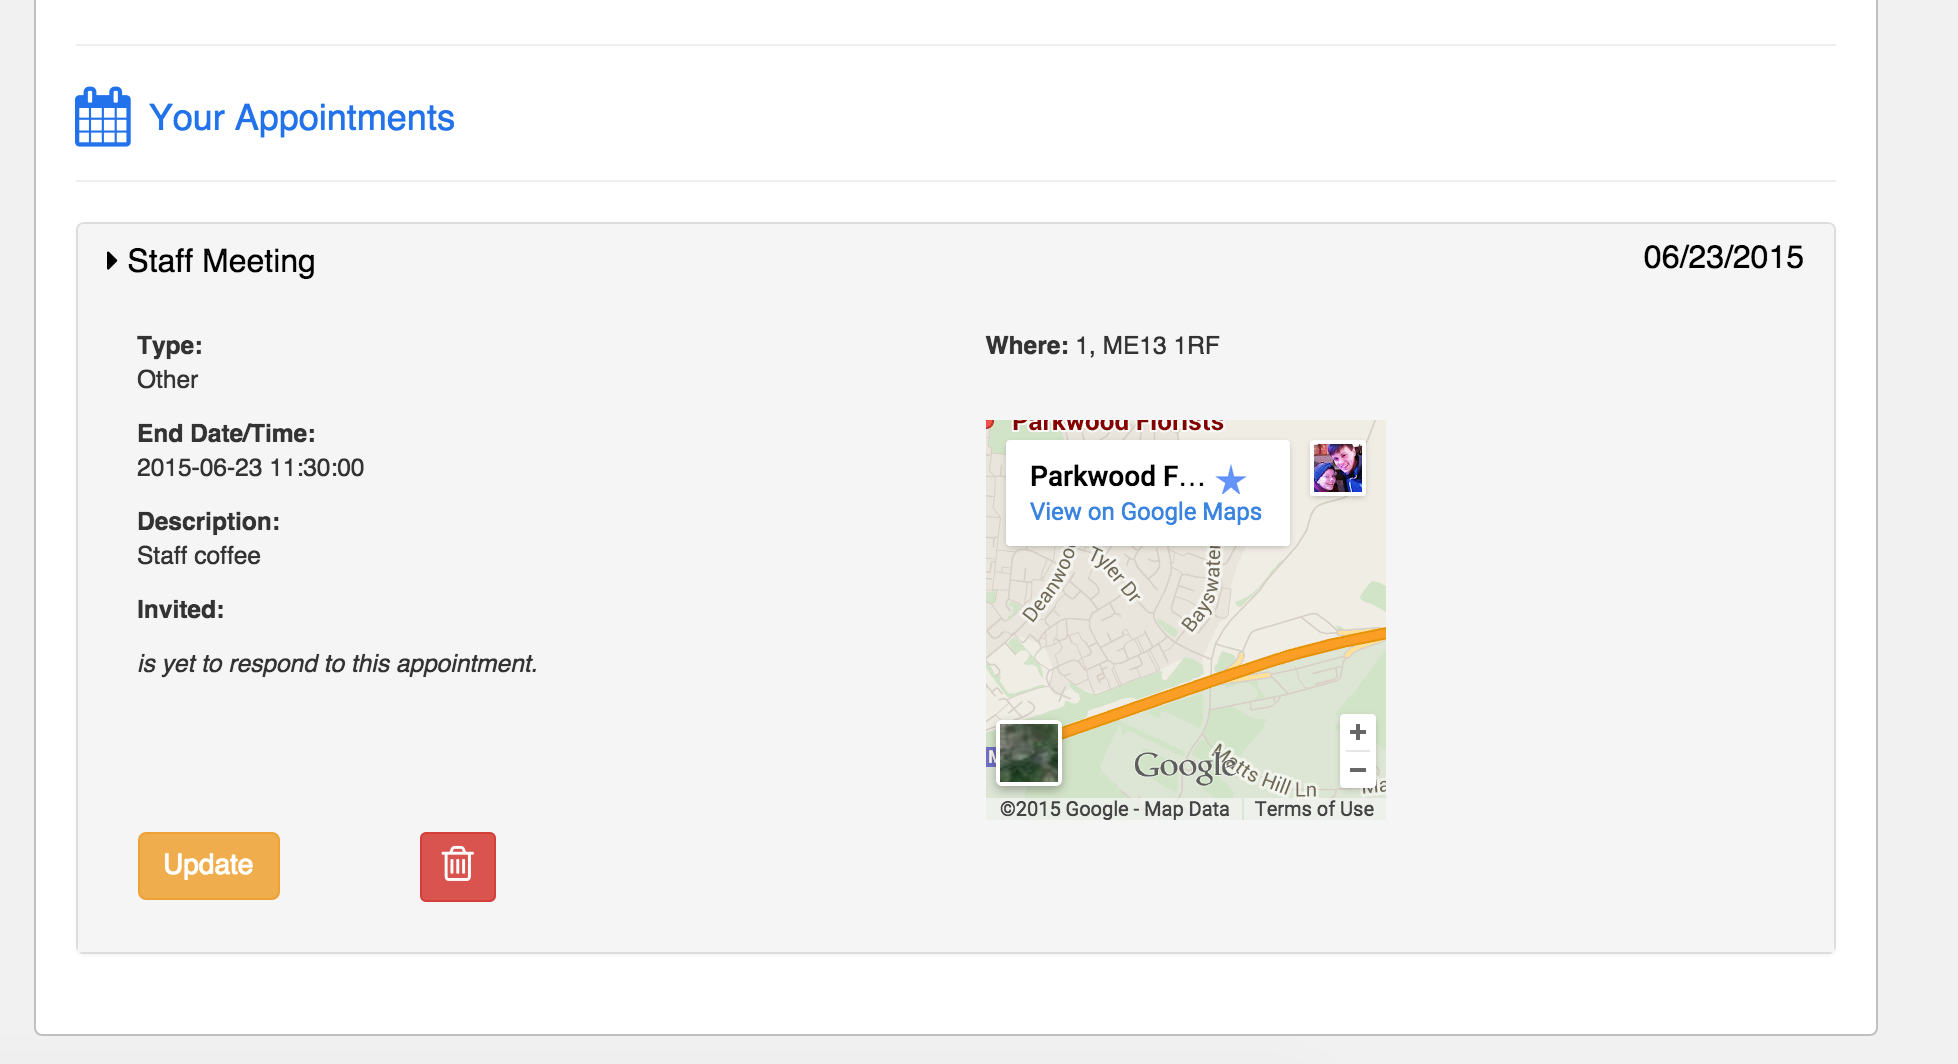 Your Appointments
Staff Meeting
06/23/2015
Type:
Other
End Date/Time:
2015-06-23 11:30:00
Description:
Staff coffee
Invited:
is yet to respond to this appointment.
Where: 1, ME13 1RF
Parkwood Florists
Parkwood F...
View on Google Maps
Deanwoo
Tyler Dr
Bayswater
Matts Hill Ln
Ma
Google
+
−
©2015 Google - Map Data
Terms of Use
Update